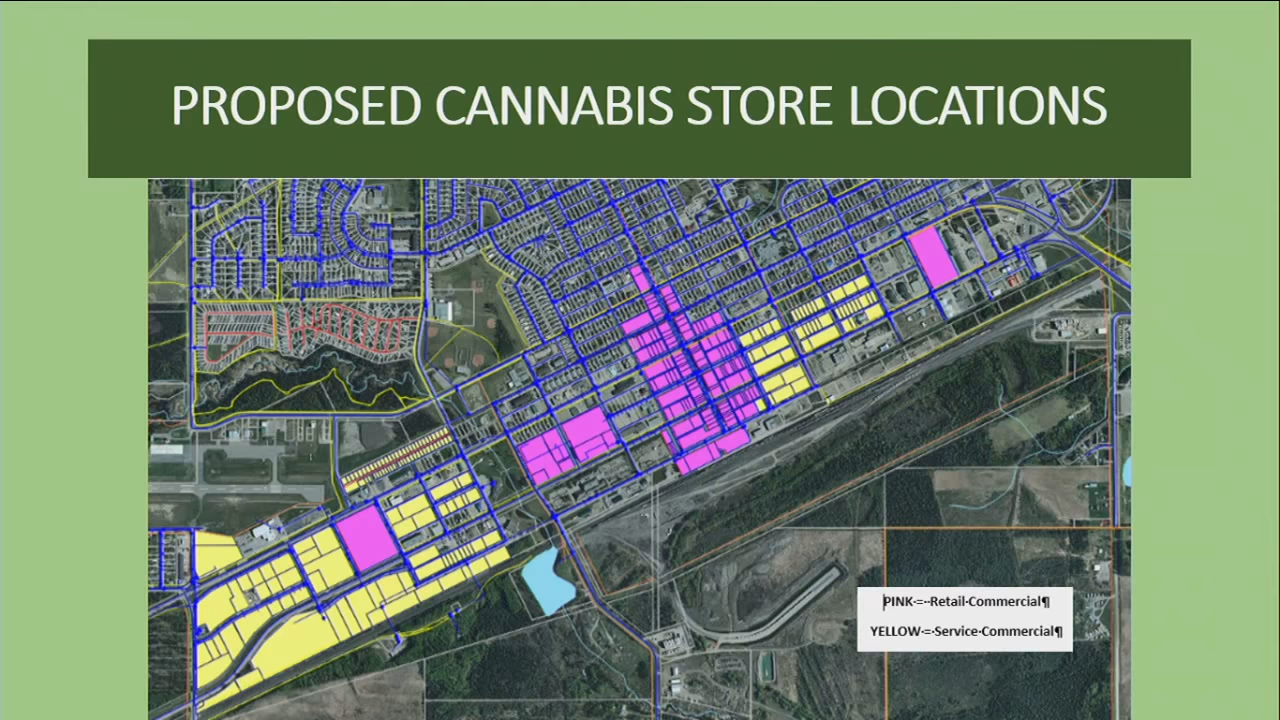 PROPOSED CANNABIS STORE LOCATIONS
PINK·=··Retail·Commercial¶
YELLOW·=·Service·Commercial¶